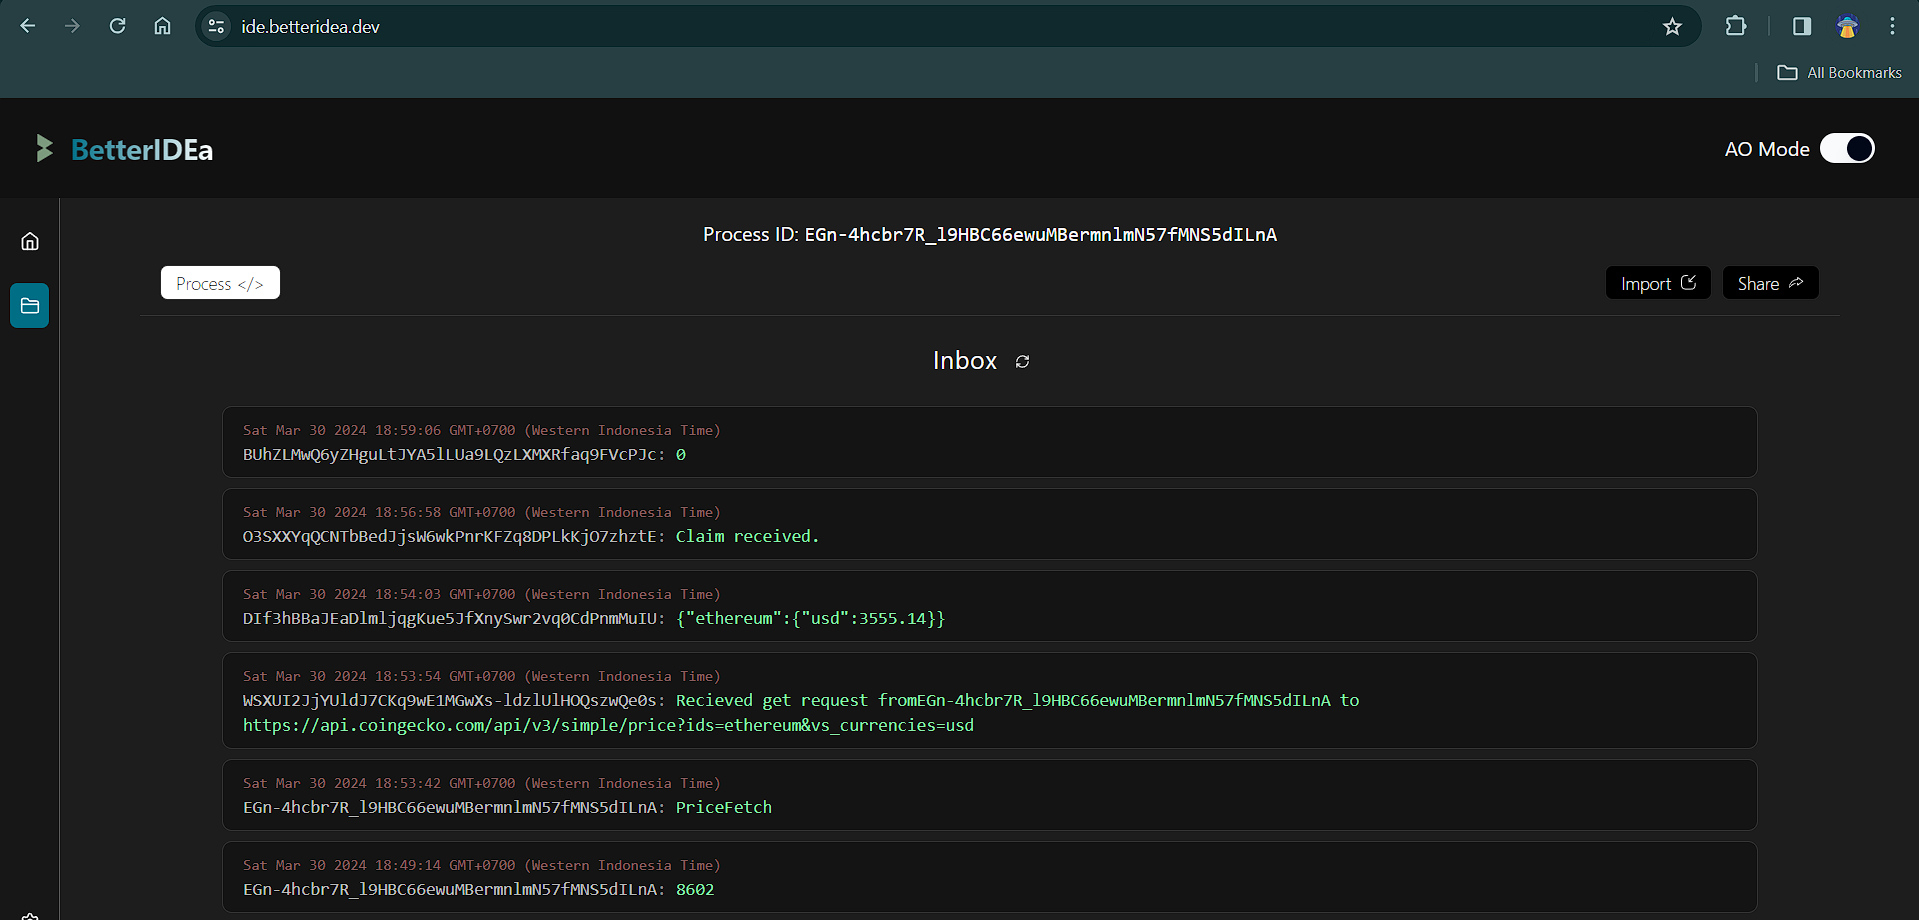 ide.betteridea.dev
All Bookmarks
BetterIDEa
AO Mode
Process ID: EGn-4hcbr7R_l9HBC66ewuMBermnlmN57fMNS5dILnA
Process </>
Import
Share
Inbox
Sat Mar 30 2024 18:59:06 GMT+0700 (Western Indonesia Time)
BUhZLMwQ6yZHguLtJYA5lLUa9LQzLXMXRfaq9FVcPJc: 0
Sat Mar 30 2024 18:56:58 GMT+0700 (Western Indonesia Time)
O3SXXYqQCNTbBedJjsW6wkPnrKFZq8DPLkKjO7zhztE: Claim received.
Sat Mar 30 2024 18:54:03 GMT+0700 (Western Indonesia Time)
DIf3hBBaJEaDlmljqgKue5JfXnySwr2vq0CdPnmMuIU: {"ethereum":{"usd":3555.14}}
Sat Mar 30 2024 18:53:54 GMT+0700 (Western Indonesia Time)
WSXUI2JjYUldJ7CKq9wE1MGwXs-ldzlUlHOQszwQe0s: Recieved get request fromEGn-4hcbr7R_l9HBC66ewuMBermnlmN57fMNS5dILnA to
https://api.coingecko.com/api/v3/simple/price?ids=ethereum&vs_currencies=usd
Sat Mar 30 2024 18:53:42 GMT+0700 (Western Indonesia Time)
EGn-4hcbr7R_l9HBC66ewuMBermnlmN57fMNS5dILnA: PriceFetch
Sat Mar 30 2024 18:49:14 GMT+0700 (Western Indonesia Time)
EGn-4hcbr7R_l9HBC66ewuMBermnlmN57fMNS5dILnA: 8602